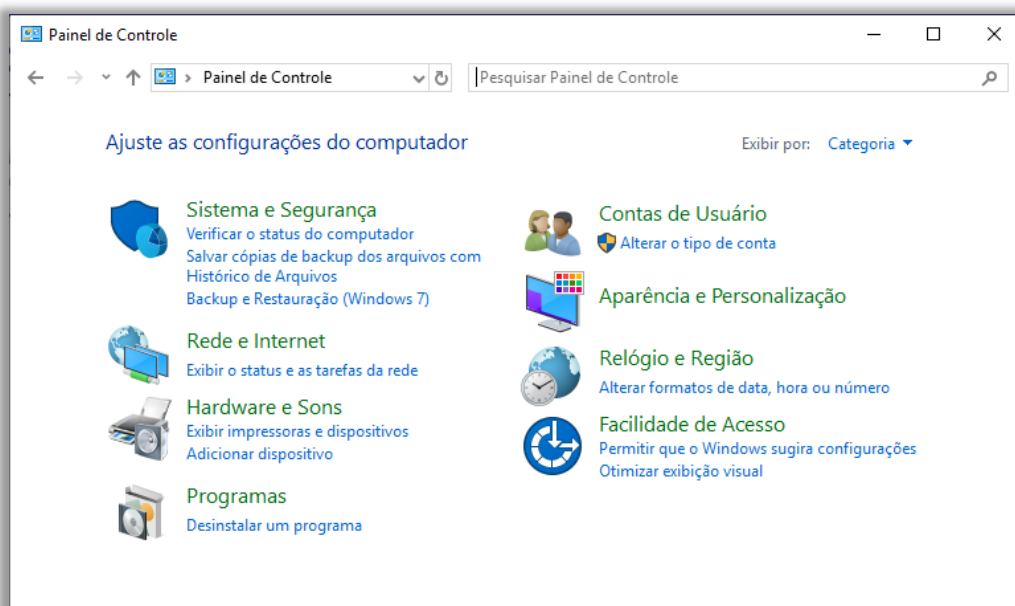 Painel de Controle
Painel de Controle
Pesquisar Painel de Controle
Ajuste as configurações do computador
Exibir por: Categoria
Sistema e Segurança
Verificar o status do computador
Salvar cópias de backup dos arquivos com
Histórico de Arquivos
Backup e Restauração (Windows 7)
Rede e Internet
Exibir o status e as tarefas da rede
Hardware e Sons
Exibir impressoras e dispositivos
Adicionar dispositivo
Programas
Desinstalar um programa
Contas de Usuário
Alterar o tipo de conta
Aparência e Personalização
Relógio e Região
Alterar formatos de data, hora ou número
Facilidade de Acesso
Permitir que o Windows sugira configurações
Otimizar exibição visual